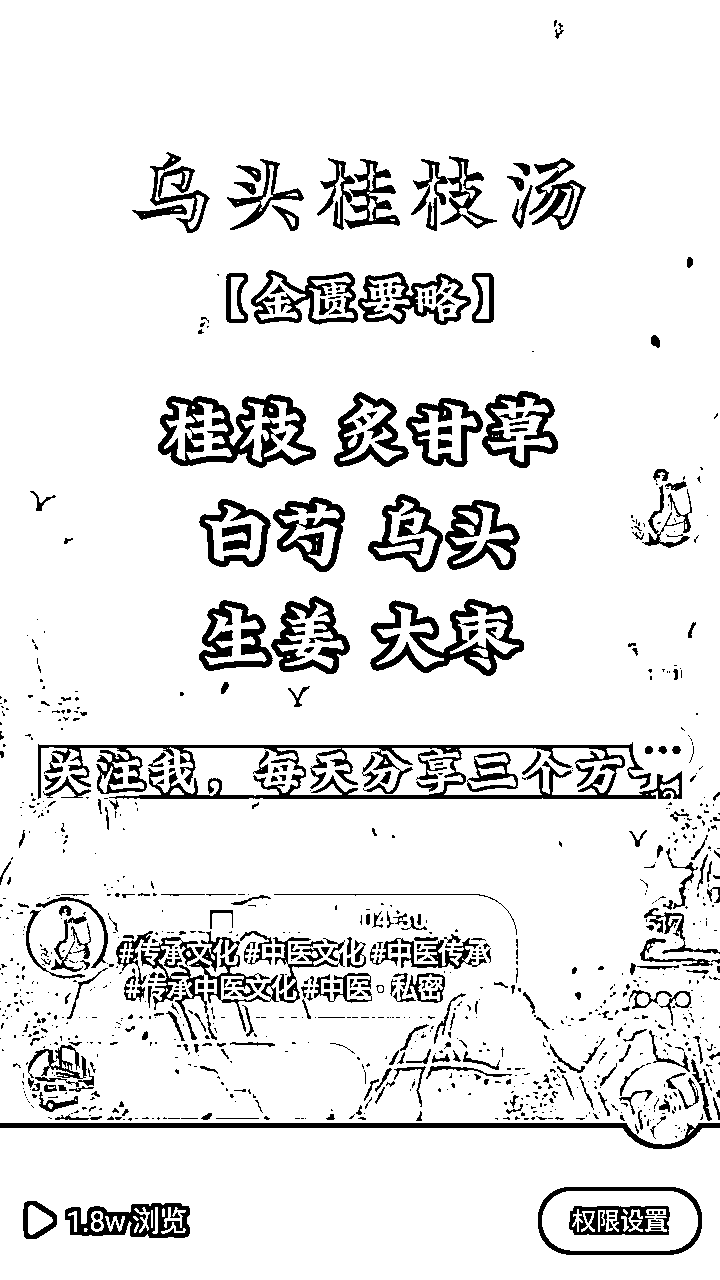 乌头桂枝汤
【金匮要略】
桂枝 炙甘草
白芍 乌头
生姜 大枣
关注我，每天分享三个方
04-30
#传承文化 #中医文化 #中医传承
#传承中医文化 #中医 · 私密
517
1.8w 浏览
权限设置